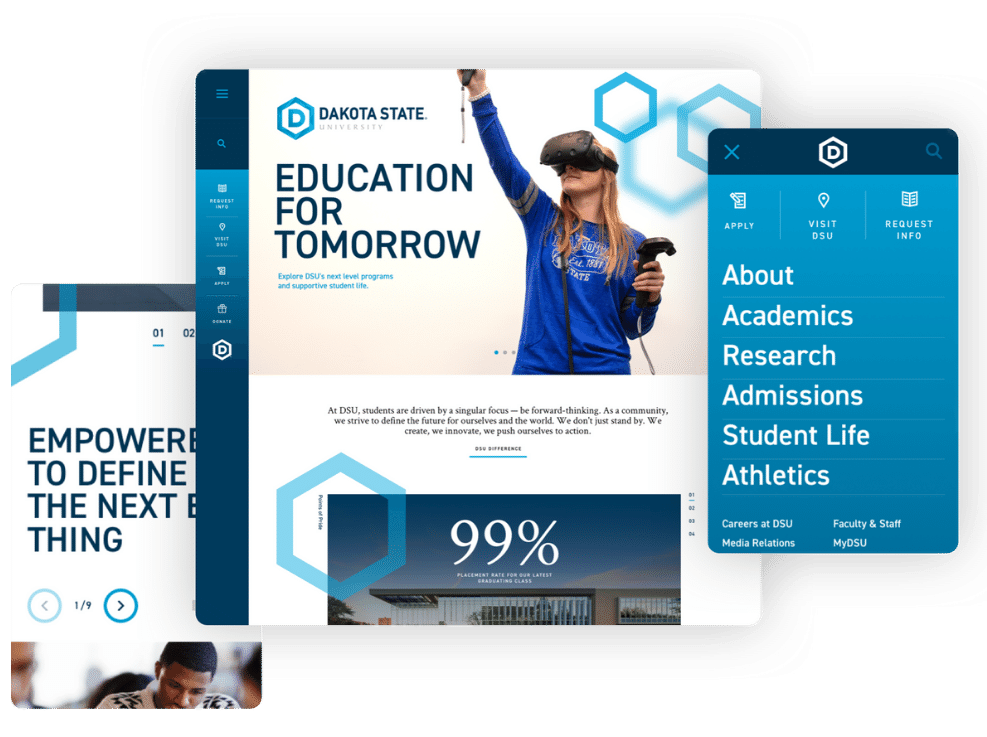 01 02
EMPOWERE
TO DEFINE
THE NEXT E
THING
1/9
REQUEST
INFO
VISIT
DSU
APPLY
DONATE
D
D
DAKOTA STATE
UNIVERSITY
EDUCATION
FOR
TOMORROW
Explore DSU's next level programs
and supportive student life.
STATE
At DSU, students are driven by a singular focus — be forward-thinking. As a community,
we strive to define the future for ourselves and the world. We don't just stand by. We
create, we innovate, we push ourselves to action.
DSU DIFFERENCE
Points of Pride
99%
PLACEMENT RATE FOR OUR LATEST
GRADUATING CLASS
01
02
03
04
D
APPLY
VISIT
DSU
REQUEST
INFO
About
Academics
Research
Admissions
Student Life
Athletics
Careers at DSU
Faculty & Staff
Media Relations
MyDSU